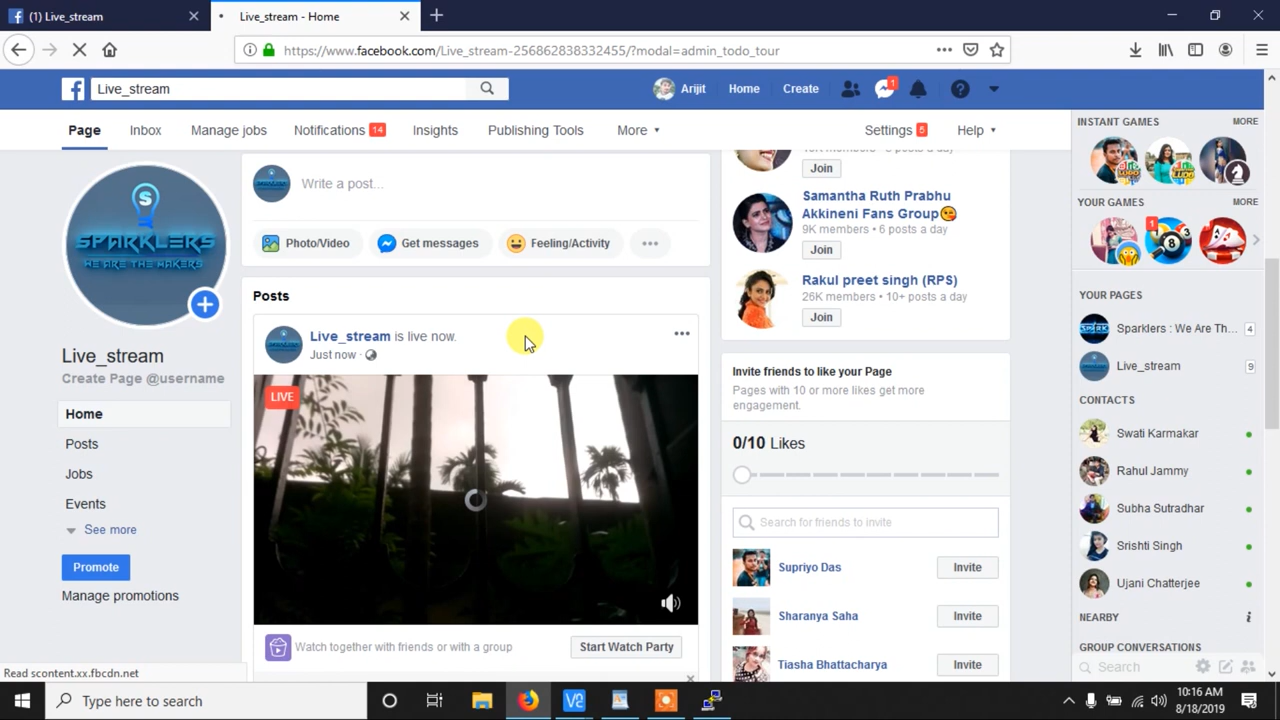 (1) Live_stream
Live_stream - Home
https://www.facebook.com/Live_stream-256862838332455/?modal=admin_todo_tour
Live_stream
Arijit
Home
Create
1
Page
Inbox
Manage jobs
Notifications 14
Insights
Publishing Tools
More
Settings 5
Help
S
SPARKLERS
WE ARE THE MAKERS
Live_stream
Create Page @username
Home
Posts
Jobs
Events
See more
Promote
Manage promotions
SPARKLERS
Write a post...
Photo/Video
Get messages
Feeling/Activity
Posts
Live_stream is live now.
Just now
LIVE
Watch together with friends or with a group
Start Watch Party
Join
Samantha Ruth Prabhu
Akkineni Fans Group
9K members • 6 posts a day
Join
Rakul preet singh (RPS)
26K members • 10+ posts a day
Join
Invite friends to like your Page
Pages with 10 or more likes get more
engagement.
0/10 Likes
Search for friends to invite
Supriyo Das
Invite
Sharanya Saha
Invite
Tiasha Bhattacharya
Invite
INSTANT GAMES
MORE
YOUR GAMES
MORE
1
8
YOUR PAGES
Sparklers : We Are Th... 4
Live_stream 9
CONTACTS
Swati Karmakar
Rahul Jammy
Subha Sutradhar
Srishti Singh
Ujani Chatterjee
NEARBY
GROUP CONVERSATIONS
Search
Read scontent.xx.fbcdn.net
Type here to search
10:16 AM
8/18/2019